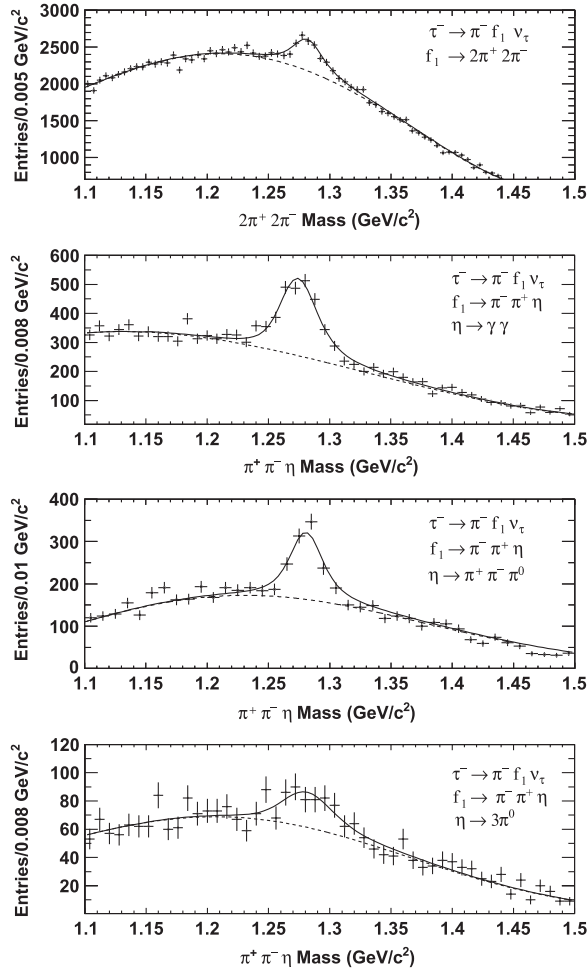 Entries/0.005 GeV/c²
3000
2500
2000
1500
1000
τ⁻ → π⁻ f₁ ν_τ
f₁ → 2π⁺ 2π⁻
1.1 1.15 1.2 1.25 1.3 1.35 1.4 1.45 1.5
2π⁺ 2π⁻ Mass (GeV/c²)
Entries/0.008 GeV/c²
600
500
400
300
200
100
τ⁻ → π⁻ f₁ ν_τ
f₁ → π⁻ π⁺ η
η → γ γ
1.1 1.15 1.2 1.25 1.3 1.35 1.4 1.45 1.5
π⁺ π⁻ η Mass (GeV/c²)
Entries/0.01 GeV/c²
400
300
200
100
0
τ⁻ → π⁻ f₁ ν_τ
f₁ → π⁻ π⁺ η
η → π⁺ π⁻ π⁰
1.1 1.15 1.2 1.25 1.3 1.35 1.4 1.45 1.5
π⁺ π⁻ η Mass (GeV/c²)
Entries/0.008 GeV/c²
120
100
80
60
40
20
τ⁻ → π⁻ f₁ ν_τ
f₁ → π⁻ π⁺ η
η → 3π⁰
1.1 1.15 1.2 1.25 1.3 1.35 1.4 1.45 1.5
π⁺ π⁻ η Mass (GeV/c²)